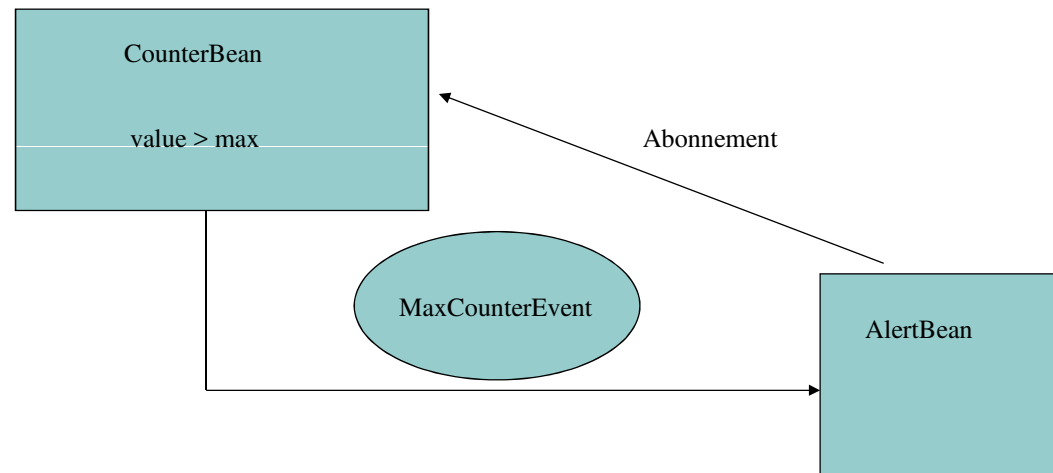 CounterBean
value > max
Abonnement
MaxCounterEvent
AlertBean